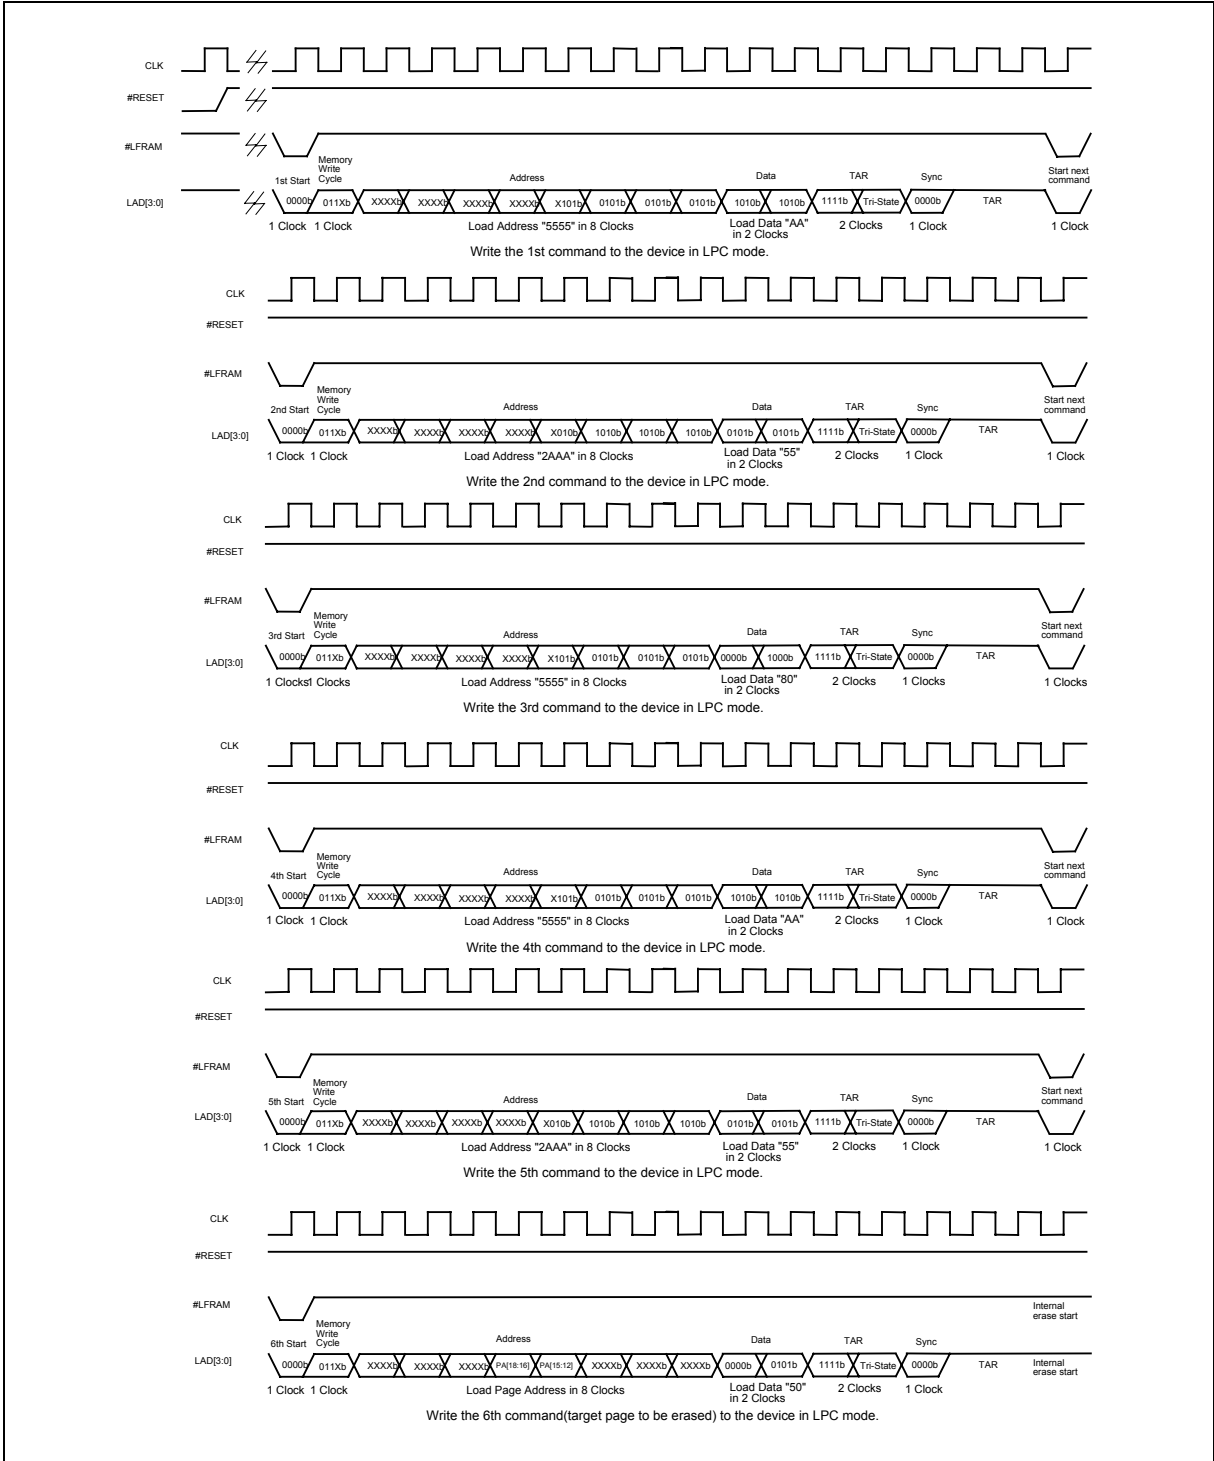 CLK
#RESET
#LFRAM
Memory
Write
Cycle
1st Start
Address
Data
TAR
Sync
Start next
command
LAD[3:0]
0000b 011Xb XXXXb XXXXb XXXXb XXXXb X101b 0101b 0101b 0101b 1010b 1010b 1111b Tri-State 0000b TAR
1 Clock 1 Clock Load Address "5555" in 8 Clocks Load Data "AA"
in 2 Clocks 2 Clocks 1 Clock 1 Clock
Write the 1st command to the device in LPC mode.
CLK
#RESET
#LFRAM
Memory
Write
Cycle
2nd Start
Address
Data
TAR
Sync
Start next
command
LAD[3:0]
0000b 011Xb XXXXb XXXXb XXXXb XXXXb X010b 1010b 1010b 1010b 0101b 0101b 1111b Tri-State 0000b TAR
1 Clock 1 Clock Load Address "2AAA" in 8 Clocks Load Data "55"
in 2 Clocks 2 Clocks 1 Clock 1 Clock
Write the 2nd command to the device in LPC mode.
CLK
#RESET
#LFRAM
Memory
Write
Cycle
3rd Start
Address
Data
TAR
Sync
Start next
command
LAD[3:0]
0000b 011Xb XXXXb XXXXb XXXXb XXXXb X101b 0101b 0101b 0101b 0000b 1000b 1111b Tri-State 0000b TAR
1 Clocks 1 Clocks Load Address "5555" in 8 Clocks Load Data "80"
in 2 Clocks 2 Clocks 1 Clocks 1 Clocks
Write the 3rd command to the device in LPC mode.
CLK
#RESET
#LFRAM
Memory
Write
Cycle
4th Start
Address
Data
TAR
Sync
Start next
command
LAD[3:0]
0000b 011Xb XXXXb XXXXb XXXXb XXXXb X101b 0101b 0101b 0101b 1010b 1010b 1111b Tri-State 0000b TAR
1 Clock 1 Clock Load Address "5555" in 8 Clocks Load Data "AA"
in 2 Clocks 2 Clocks 1 Clock 1 Clock
Write the 4th command to the device in LPC mode.
CLK
#RESET
#LFRAM
Memory
Write
Cycle
5th Start
Address
Data
TAR
Sync
Start next
command
LAD[3:0]
0000b 011Xb XXXXb XXXXb XXXXb XXXXb X010b 1010b 1010b 1010b 0101b 0101b 1111b Tri-State 0000b TAR
1 Clock 1 Clock Load Address "2AAA" in 8 Clocks Load Data "55"
in 2 Clocks 2 Clocks 1 Clock 1 Clock
Write the 5th command to the device in LPC mode.
CLK
#RESET
#LFRAM
Internal
erase start
Memory
Write
Cycle
6th Start
Address
Data
TAR
Sync
LAD[3:0]
0000b 011Xb XXXXb XXXXb XXXXb PA[18:16] PA[15:12] XXXXb XXXXb XXXXb 0000b 0101b 1111b Tri-State 0000b TAR
Internal
erase start
1 Clock 1 Clock Load Page Address in 8 Clocks Load Data "50"
in 2 Clocks 2 Clocks 1 Clock
Write the 6th command(target page to be erased) to the device in LPC mode.